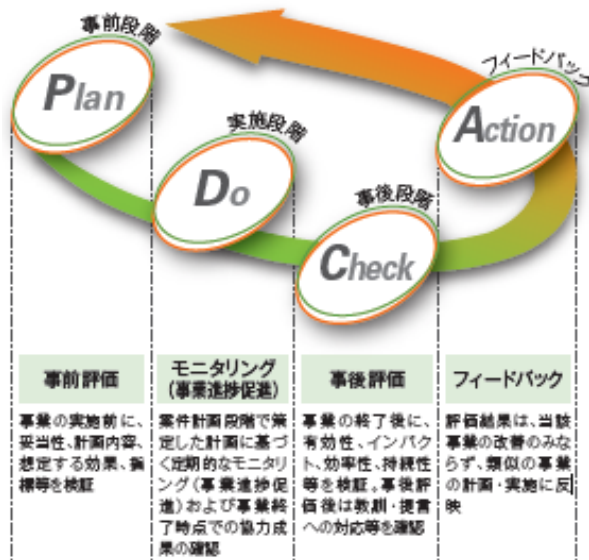 事前段階
Plan
実施段階
Do
事後段階
Check
フィードバック
Action
事前評価
事業の実施前に、
妥当性、計画内容、
想定する効果、指
標等を検証
モニタリング
(事業進捗促進)
案件計画段階で策
定した計画に基づ
く定期的なモニタリ
ング(事業進捗促
進)および事業終
了時点での協力成
果の確認
事後評価
事業の終了後に、
有効性、インパク
ト、効率性、持続性
等を検証。事後評
価後は教訓・提言
への対応等を確認
フィードバック
評価結果は、当該
事業の改善のみな
らず、類似の事業
の計画・実施に反
映